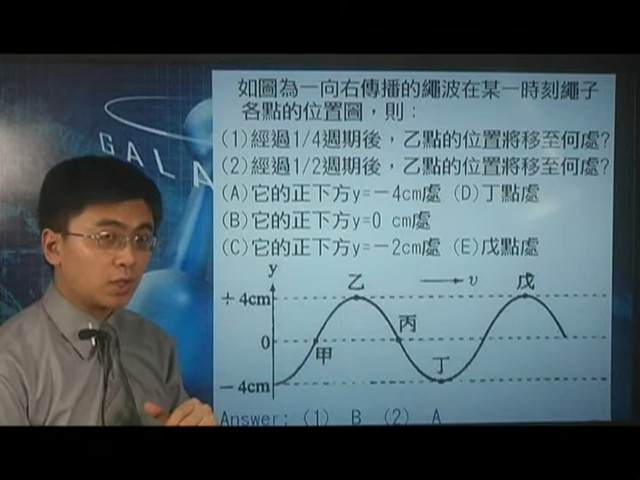 如圖為一向右傳播的繩波在某一時刻繩子
各點的位置圖，則：
(1)經過1/4週期後，乙點的位置將移至何處?
(2)經過1/2週期後，乙點的位置將移至何處?
(A)它的正下方y=－4cm處 (D)丁點處
(B)它的正下方y=0 cm處
(C)它的正下方y=－2cm處 (E)戊點處
GALA
y
乙
υ
戊
+4cm
丙
0
甲
丁
－4cm
Answer: (1) B (2) A